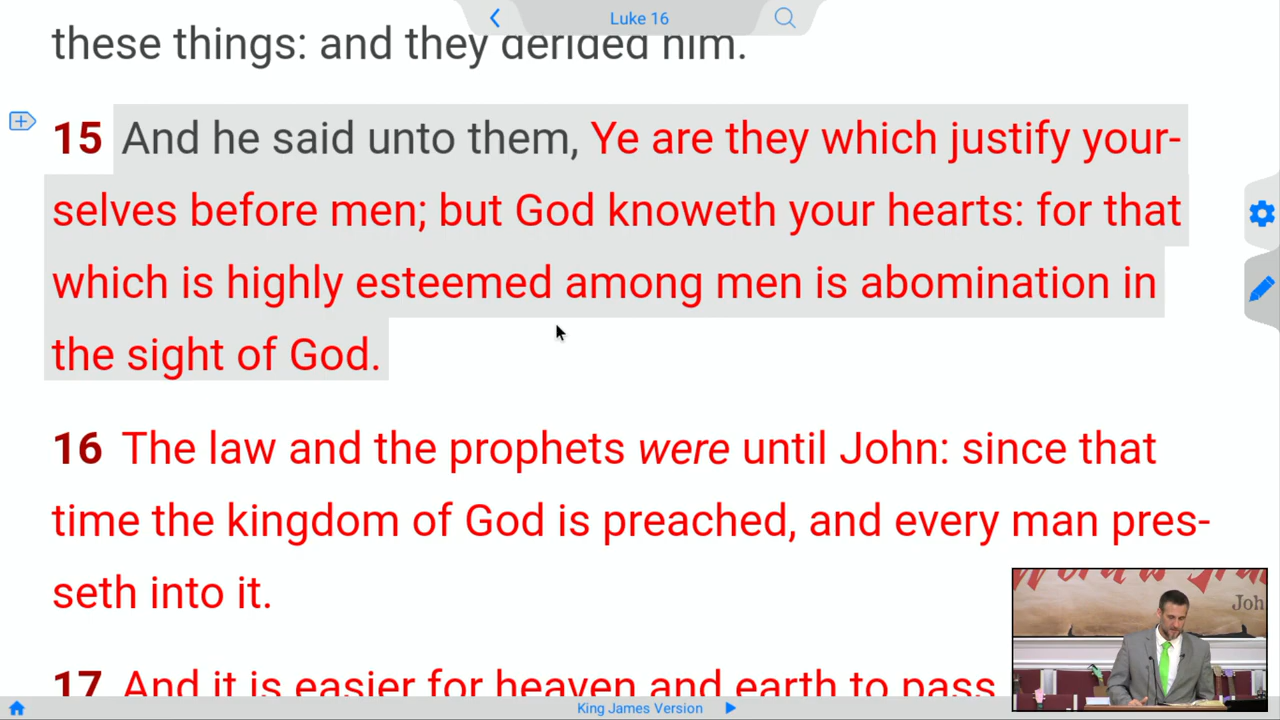 Luke 16
these things: and they derided him.
15 And he said unto them, Ye are they which justify your-
selves before men; but God knoweth your hearts: for that
which is highly esteemed among men is abomination in
the sight of God.
16 The law and the prophets were until John: since that
time the kingdom of God is preached, and every man pres-
seth into it.
17 And it is easier for heaven and earth to pass
Word is
Joh
King James Version